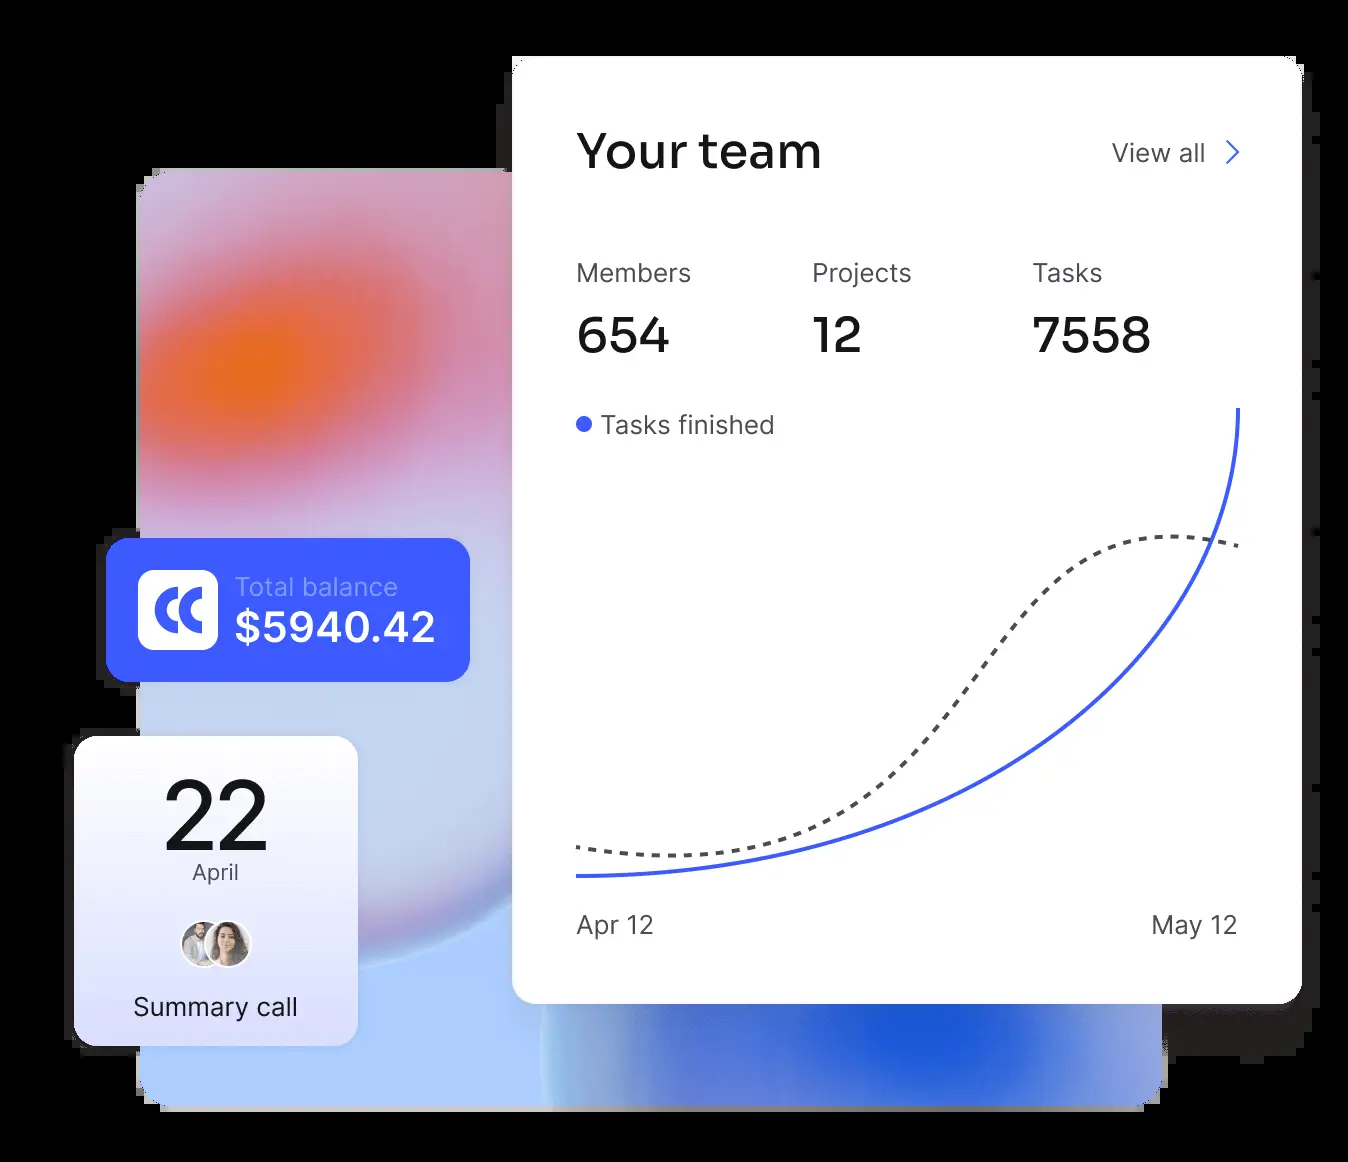 Your team
View all
Members
Projects
Tasks
654
12
7558
Tasks finished
Apr 12
May 12
Total balance
$5940.42
22
April
Summary call